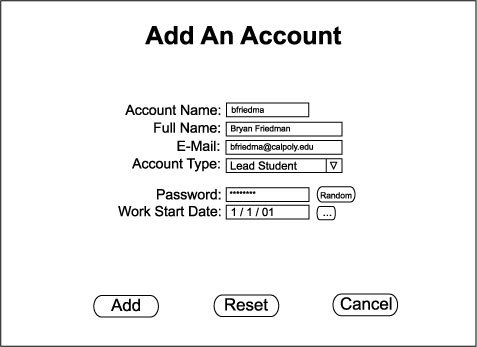 Add An Account
Account Name: bfriedma
Full Name: Bryan Friedman
E-Mail: bfriedma@calpoly.edu
Account Type: Lead Student
Password: ******** Random
Work Start Date: 1 / 1 / 01 ...
Add Reset Cancel